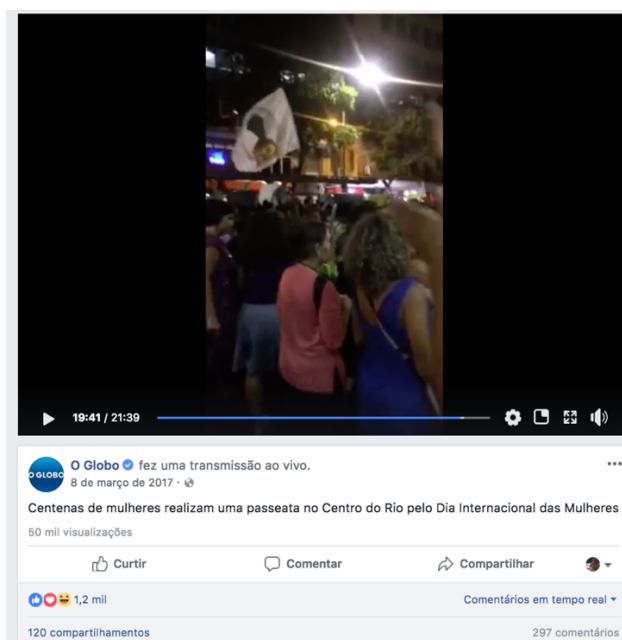 19:41 / 21:39
O GLOBO
O Globo fez uma transmissão ao vivo.
8 de março de 2017 ·
Centenas de mulheres realizam uma passeata no Centro do Rio pelo Dia Internacional das Mulheres
50 mil visualizações
Curtir Comentar Compartilhar
1,2 mil Comentários em tempo real
120 compartilhamentos 297 comentários